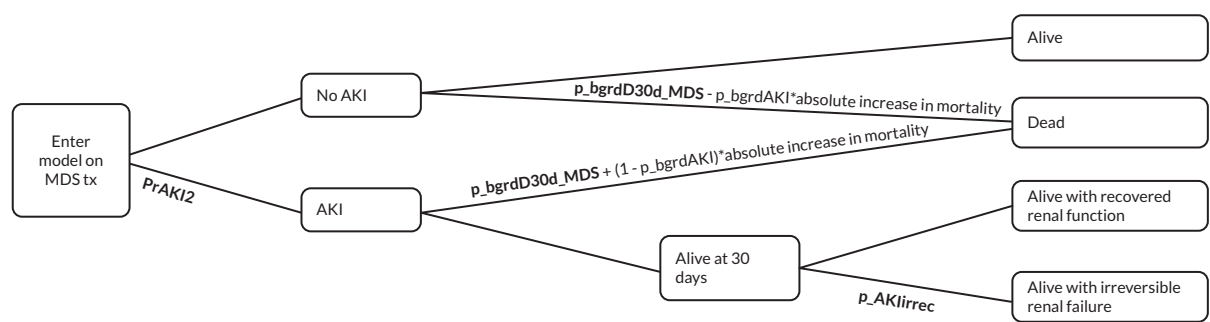 Enter
model on
MDS tx
PrAKI2
No AKI
AKI
p_bgrdD30d_MDS - p_bgrdAKI*absolute increase in mortality
p_bgrdD30d_MDS + (1 - p_bgrdAKI)*absolute increase in mortality
Alive at 30
days
p_AKIirrec
Alive
Dead
Alive with recovered
renal function
Alive with irreversible
renal failure